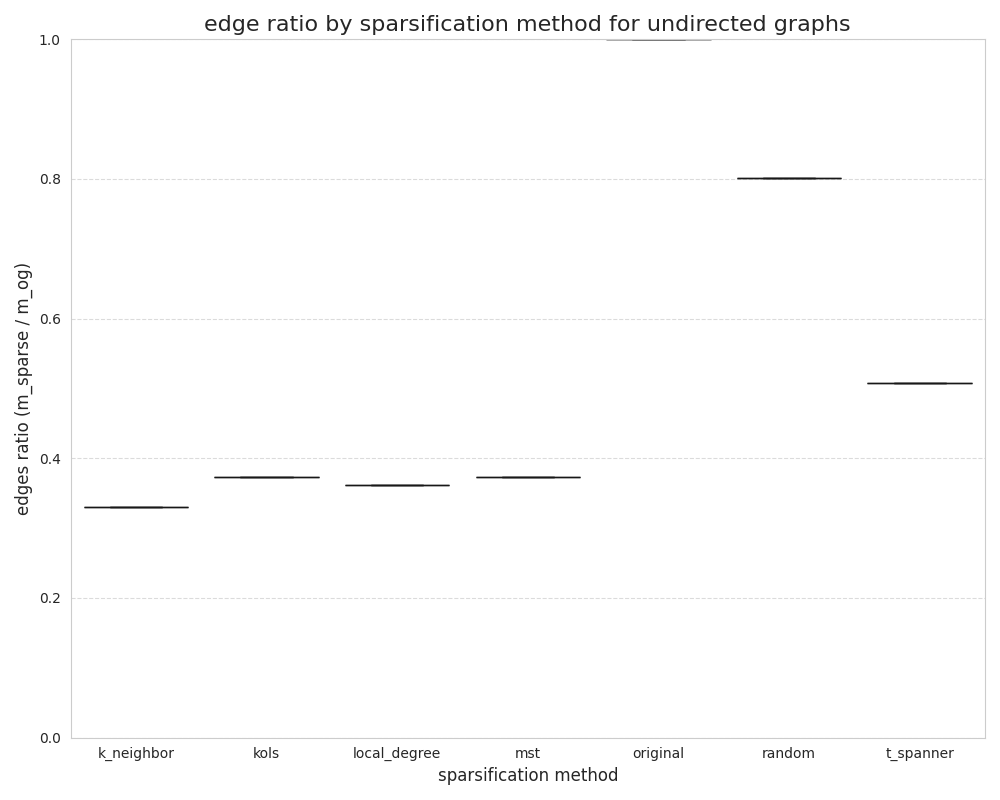 edge ratio by sparsification method for undirected graphs
edges ratio (m_sparse / m_og)
1.0
0.8
0.6
0.4
0.2
0.0
k_neighbor kols local_degree mst original random t_spanner
sparsification method